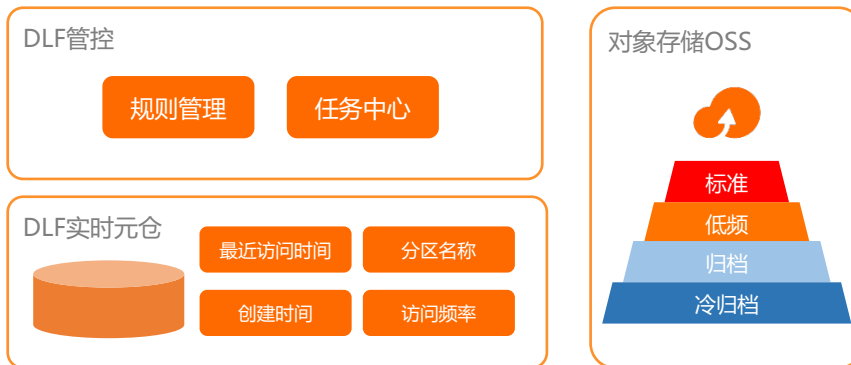 DLF管控
规则管理
任务中心
DLF实时元仓
最近访问时间
分区名称
创建时间
访问频率
对象存储OSS
标准
低频
归档
冷归档